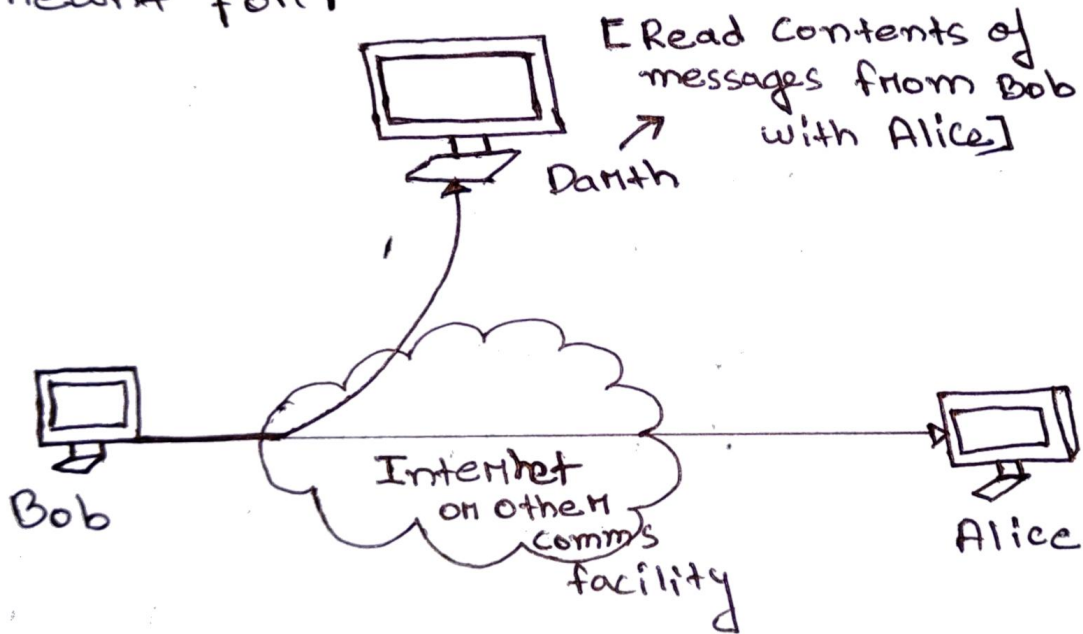 [Read Contents of
messages from Bob
with Alice]
Darth
Bob
Internet
or other
comms
facility
Alice